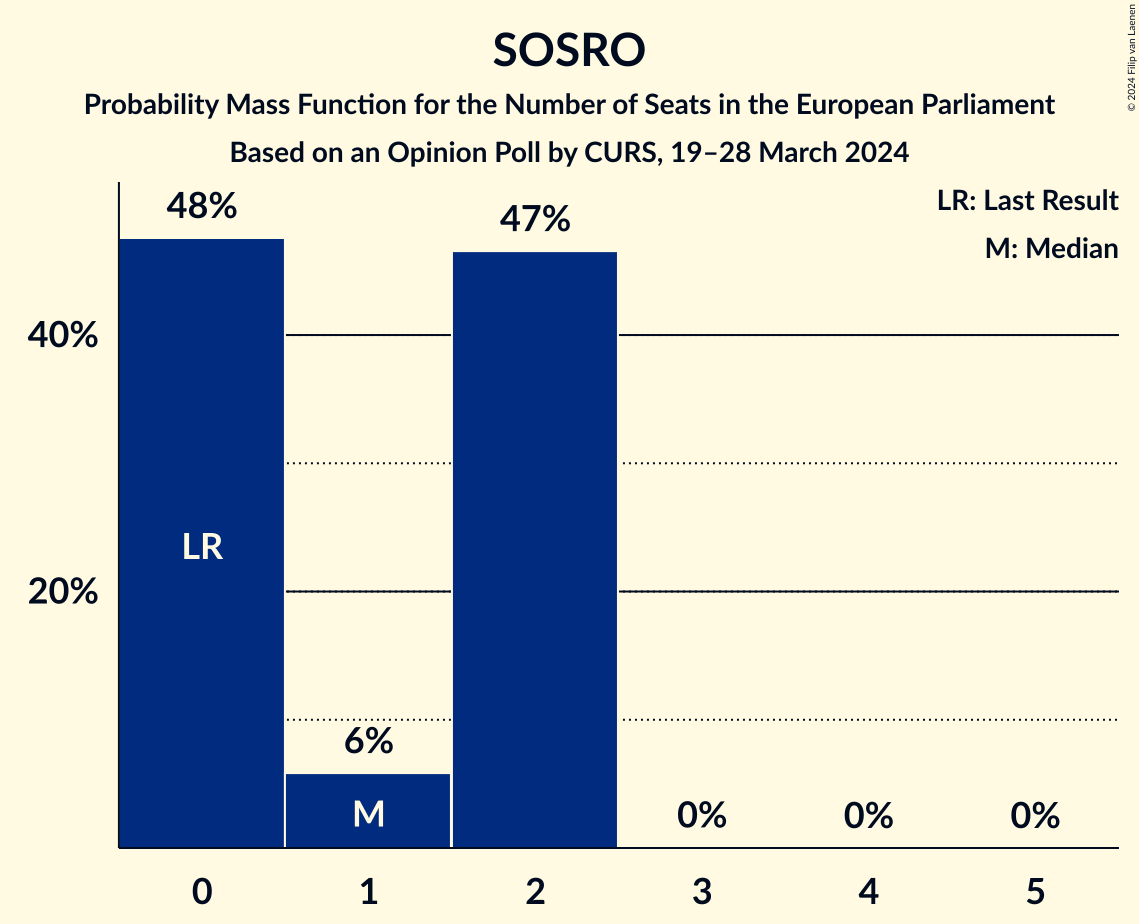 SOSRO
Probability Mass Function for the Number of Seats in the European Parliament
Based on an Opinion Poll by CURS, 19–28 March 2024
© 2024 Filip van Laenen
LR: Last Result
M: Median
48%
47%
40%
LR
20%
6%
M
0%
0%
0%
0
1
2
3
4
5